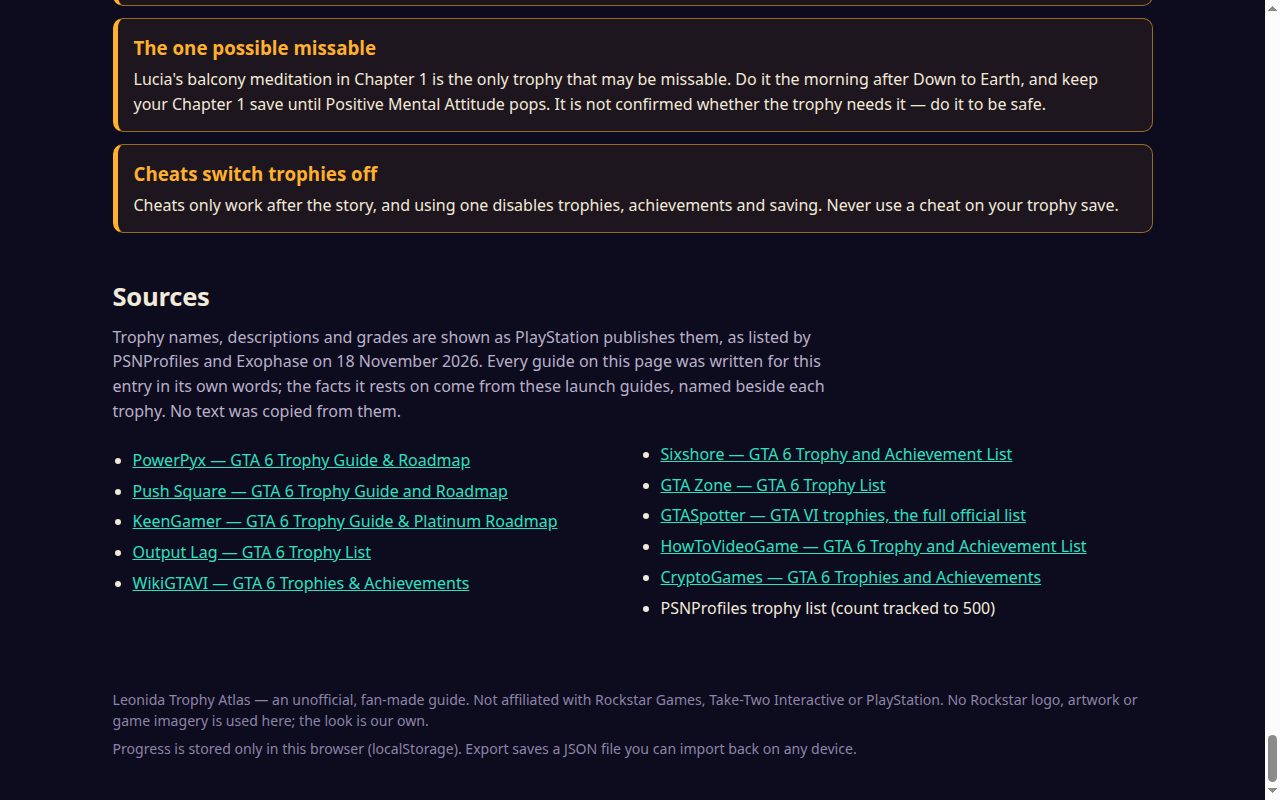 The one possible missable
Lucia's balcony meditation in Chapter 1 is the only trophy that may be missable. Do it the morning after Down to Earth, and keep
your Chapter 1 save until Positive Mental Attitude pops. It is not confirmed whether the trophy needs it — do it to be safe.
Cheats switch trophies off
Cheats only work after the story, and using one disables trophies, achievements and saving. Never use a cheat on your trophy save.
Sources
Trophy names, descriptions and grades are shown as PlayStation publishes them, as listed by
PSNProfiles and Exophase on 18 November 2026. Every guide on this page was written for this
entry in its own words; the facts it rests on come from these launch guides, named beside each
trophy. No text was copied from them.
PowerPyx — GTA 6 Trophy Guide & Roadmap
Push Square — GTA 6 Trophy Guide and Roadmap
KeenGamer — GTA 6 Trophy Guide & Platinum Roadmap
Output Lag — GTA 6 Trophy List
WikiGTAVI — GTA 6 Trophies & Achievements
Sixshore — GTA 6 Trophy and Achievement List
GTA Zone — GTA 6 Trophy List
GTASpotter — GTA VI trophies, the full official list
HowToVideoGame — GTA 6 Trophy and Achievement List
CryptoGames — GTA 6 Trophies and Achievements
PSNProfiles trophy list (count tracked to 500)
Leonida Trophy Atlas — an unofficial, fan-made guide. Not affiliated with Rockstar Games, Take-Two Interactive or PlayStation. No Rockstar logo, artwork or
game imagery is used here; the look is our own.
Progress is stored only in this browser (localStorage). Export saves a JSON file you can import back on any device.